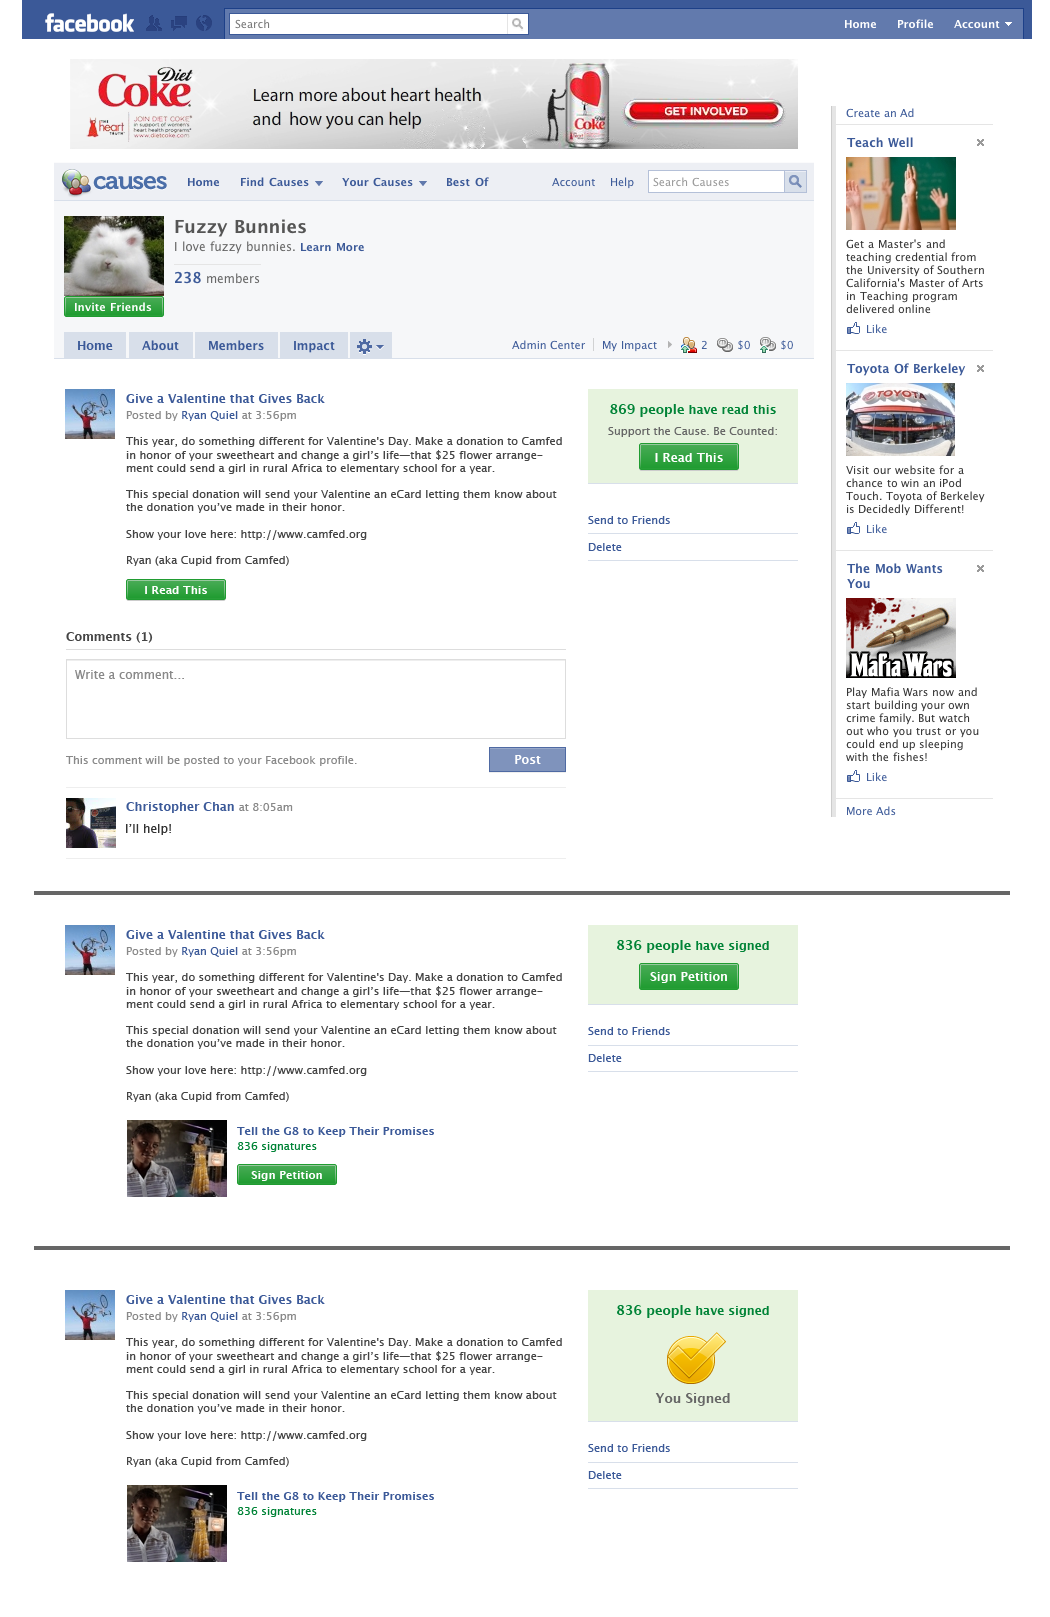 facebook
Search
Home Profile Account
Diet
Coke
the heart truth
JOIN DIET COKE
in support of women's
heart health programs
www.dietcoke.com
Learn more about heart health
and how you can help
Diet
Coke
GET INVOLVED
causes
Home Find Causes Your Causes Best Of
Account Help Search Causes
Fuzzy Bunnies
I love fuzzy bunnies. Learn More
238 members
Invite Friends
Home About Members Impact
Admin Center My Impact 2 $0 $0
Give a Valentine that Gives Back
Posted by Ryan Quiel at 3:56pm
This year, do something different for Valentine's Day. Make a donation to Camfed
in honor of your sweetheart and change a girl's life—that $25 flower arrange-
ment could send a girl in rural Africa to elementary school for a year.
This special donation will send your Valentine an eCard letting them know about
the donation you've made in their honor.
Show your love here: http://www.camfed.org
Ryan (aka Cupid from Camfed)
I Read This
869 people have read this
Support the Cause. Be Counted:
I Read This
Send to Friends
Delete
Comments (1)
Write a comment...
This comment will be posted to your Facebook profile.
Post
Christopher Chan at 8:05am
I'll help!
Create an Ad
Teach Well
Get a Master's and
teaching credential from
the University of Southern
California's Master of Arts
in Teaching program
delivered online
Like
Toyota Of Berkeley
TOYOTA
Visit our website for a
chance to win an iPod
Touch. Toyota of Berkeley
is Decidedly Different!
Like
The Mob Wants
You
Mafia Wars
Play Mafia Wars now and
start building your own
crime family. But watch
out who you trust or you
could end up sleeping
with the fishes!
Like
More Ads
Give a Valentine that Gives Back
Posted by Ryan Quiel at 3:56pm
This year, do something different for Valentine's Day. Make a donation to Camfed
in honor of your sweetheart and change a girl's life—that $25 flower arrange-
ment could send a girl in rural Africa to elementary school for a year.
This special donation will send your Valentine an eCard letting them know about
the donation you've made in their honor.
Show your love here: http://www.camfed.org
Ryan (aka Cupid from Camfed)
Tell the G8 to Keep Their Promises
836 signatures
Sign Petition
836 people have signed
Sign Petition
Send to Friends
Delete
Give a Valentine that Gives Back
Posted by Ryan Quiel at 3:56pm
This year, do something different for Valentine's Day. Make a donation to Camfed
in honor of your sweetheart and change a girl's life—that $25 flower arrange-
ment could send a girl in rural Africa to elementary school for a year.
This special donation will send your Valentine an eCard letting them know about
the donation you've made in their honor.
Show your love here: http://www.camfed.org
Ryan (aka Cupid from Camfed)
Tell the G8 to Keep Their Promises
836 signatures
836 people have signed
You Signed
Send to Friends
Delete